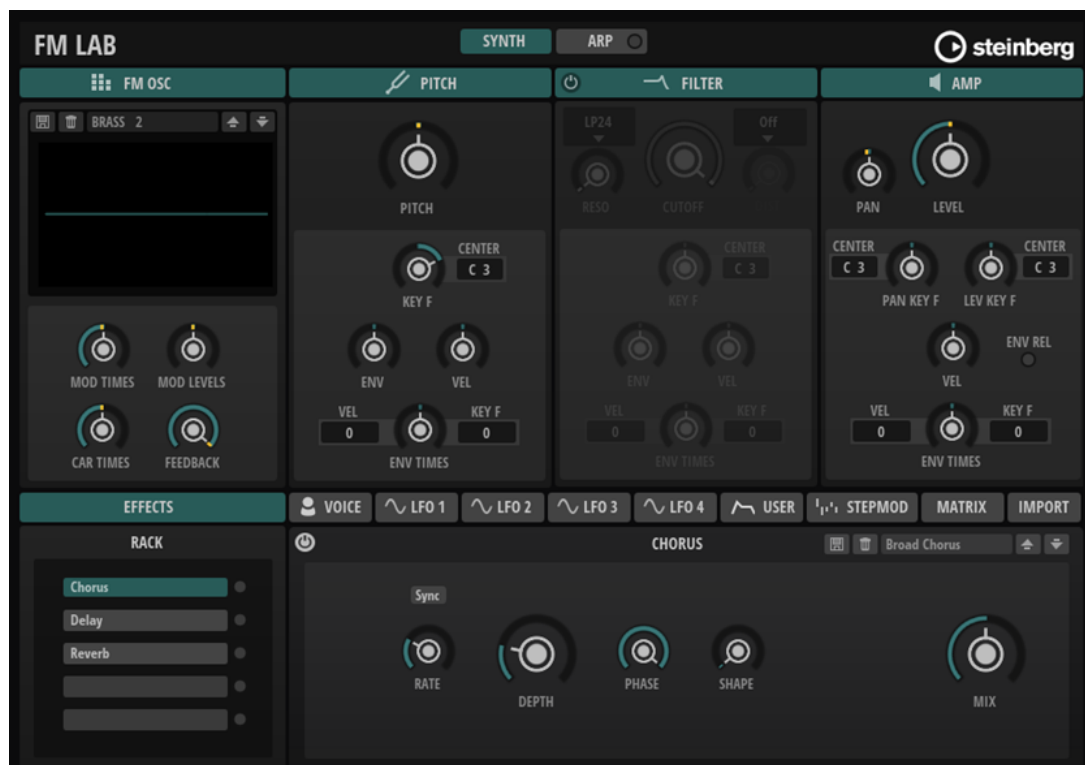 FM LAB
SYNTH
ARP
steinberg
FM OSC
PITCH
FILTER
AMP
BRASS 2
MOD TIMES
MOD LEVELS
CAR TIMES
FEEDBACK
PITCH
CENTER
C 3
KEY F
ENV
VEL
VEL
KEY F
0
0
ENV TIMES
LP24
Off
RESO
CUTOFF
CENTER
C 3
KEY F
ENV
VEL
VEL
KEY F
0
0
ENV TIMES
PAN
LEVEL
CENTER
CENTER
C 3
C 3
PAN KEY F
LEV KEY F
ENV REL
VEL
VEL
KEY F
0
0
ENV TIMES
EFFECTS
VOICE
LFO 1
LFO 2
LFO 3
LFO 4
USER
STEPMOD
MATRIX
IMPORT
RACK
Chorus
Delay
Reverb
CHORUS
Broad Chorus
Sync
RATE
DEPTH
PHASE
SHAPE
MIX